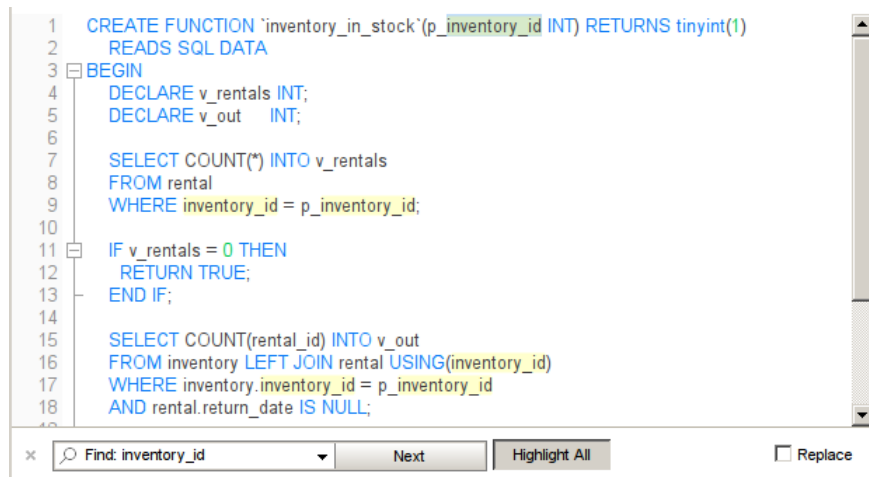 1 CREATE FUNCTION `inventory_in_stock`(p_inventory_id INT) RETURNS tinyint(1)
2 READS SQL DATA
3 BEGIN
4 DECLARE v_rentals INT;
5 DECLARE v_out INT;
6
7 SELECT COUNT(*) INTO v_rentals
8 FROM rental
9 WHERE inventory_id = p_inventory_id;
10
11 IF v_rentals = 0 THEN
12 RETURN TRUE;
13 END IF;
14
15 SELECT COUNT(rental_id) INTO v_out
16 FROM inventory LEFT JOIN rental USING(inventory_id)
17 WHERE inventory.inventory_id = p_inventory_id
18 AND rental.return_date IS NULL;
Find: inventory_id Next Highlight All Replace